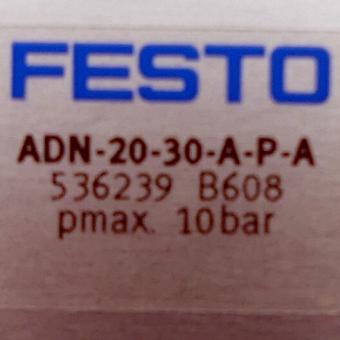 FESTO
ADN-20-30-A-P-A
536239 B608
pmax. 10bar